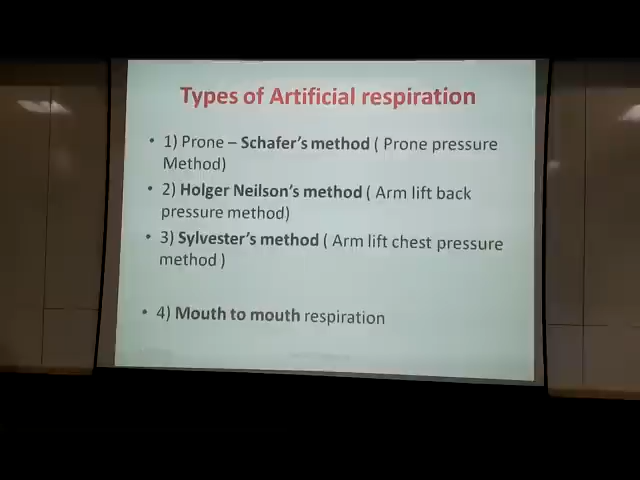 Types of Artificial respiration
• 1) Prone – Schafer's method ( Prone pressure
Method)
• 2) Holger Neilson's method ( Arm lift back
pressure method)
• 3) Sylvester's method ( Arm lift chest pressure
method )
• 4) Mouth to mouth respiration